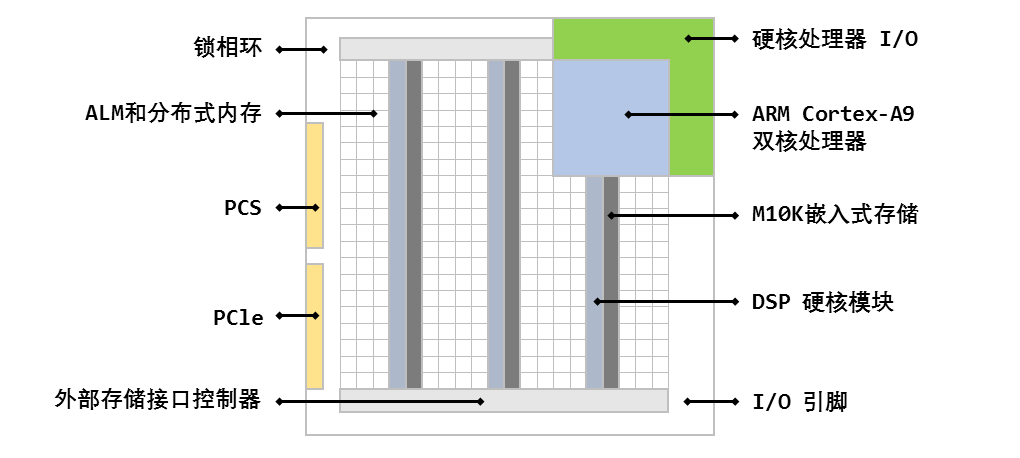 锁相环
ALM和分布式内存
PCS
PCle
外部存储接口控制器
硬核处理器 I/O
ARM Cortex-A9
双核处理器
M10K嵌入式存储
DSP 硬核模块
I/O 引脚